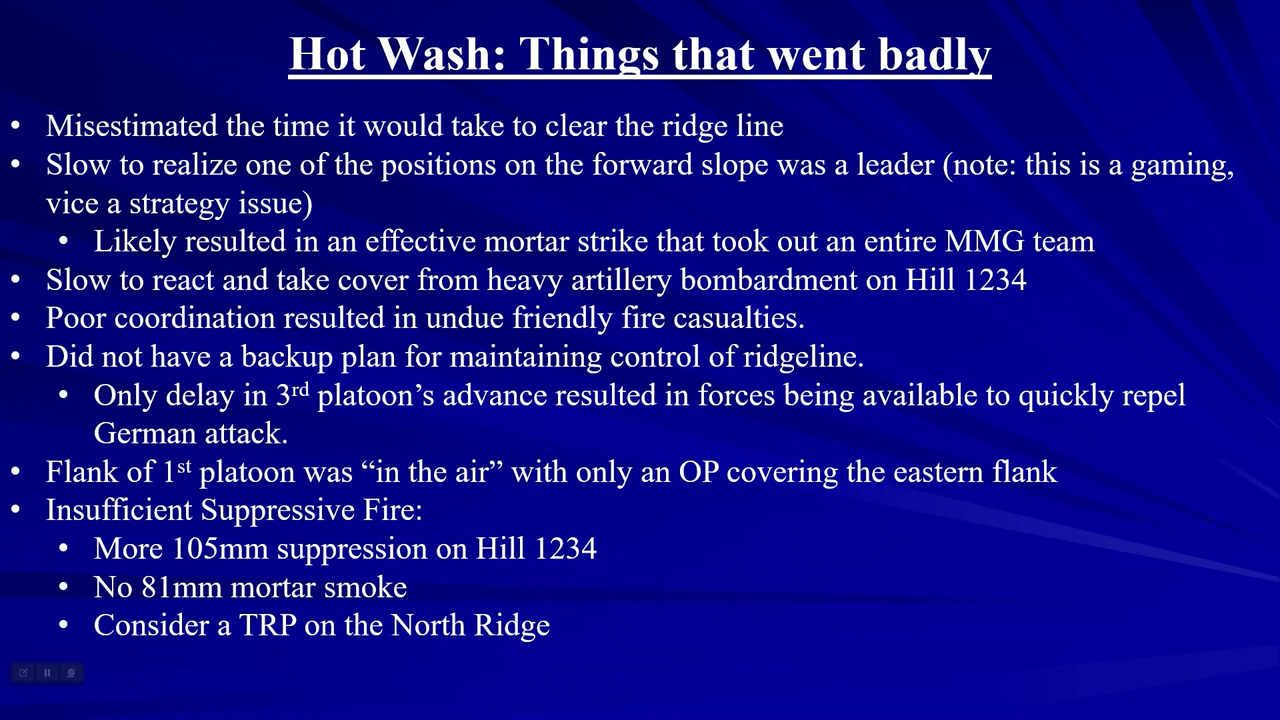 Hot Wash: Things that went badly
• Misestimated the time it would take to clear the ridge line
• Slow to realize one of the positions on the forward slope was a leader (note: this is a gaming,
vice a strategy issue)
• Likely resulted in an effective mortar strike that took out an entire MMG team
• Slow to react and take cover from heavy artillery bombardment on Hill 1234
• Poor coordination resulted in undue friendly fire casualties.
• Did not have a backup plan for maintaining control of ridgeline.
• Only delay in 3rd platoon’s advance resulted in forces being available to quickly repel
German attack.
• Flank of 1st platoon was “in the air” with only an OP covering the eastern flank
• Insufficient Suppressive Fire:
• More 105mm suppression on Hill 1234
• No 81mm mortar smoke
• Consider a TRP on the North Ridge